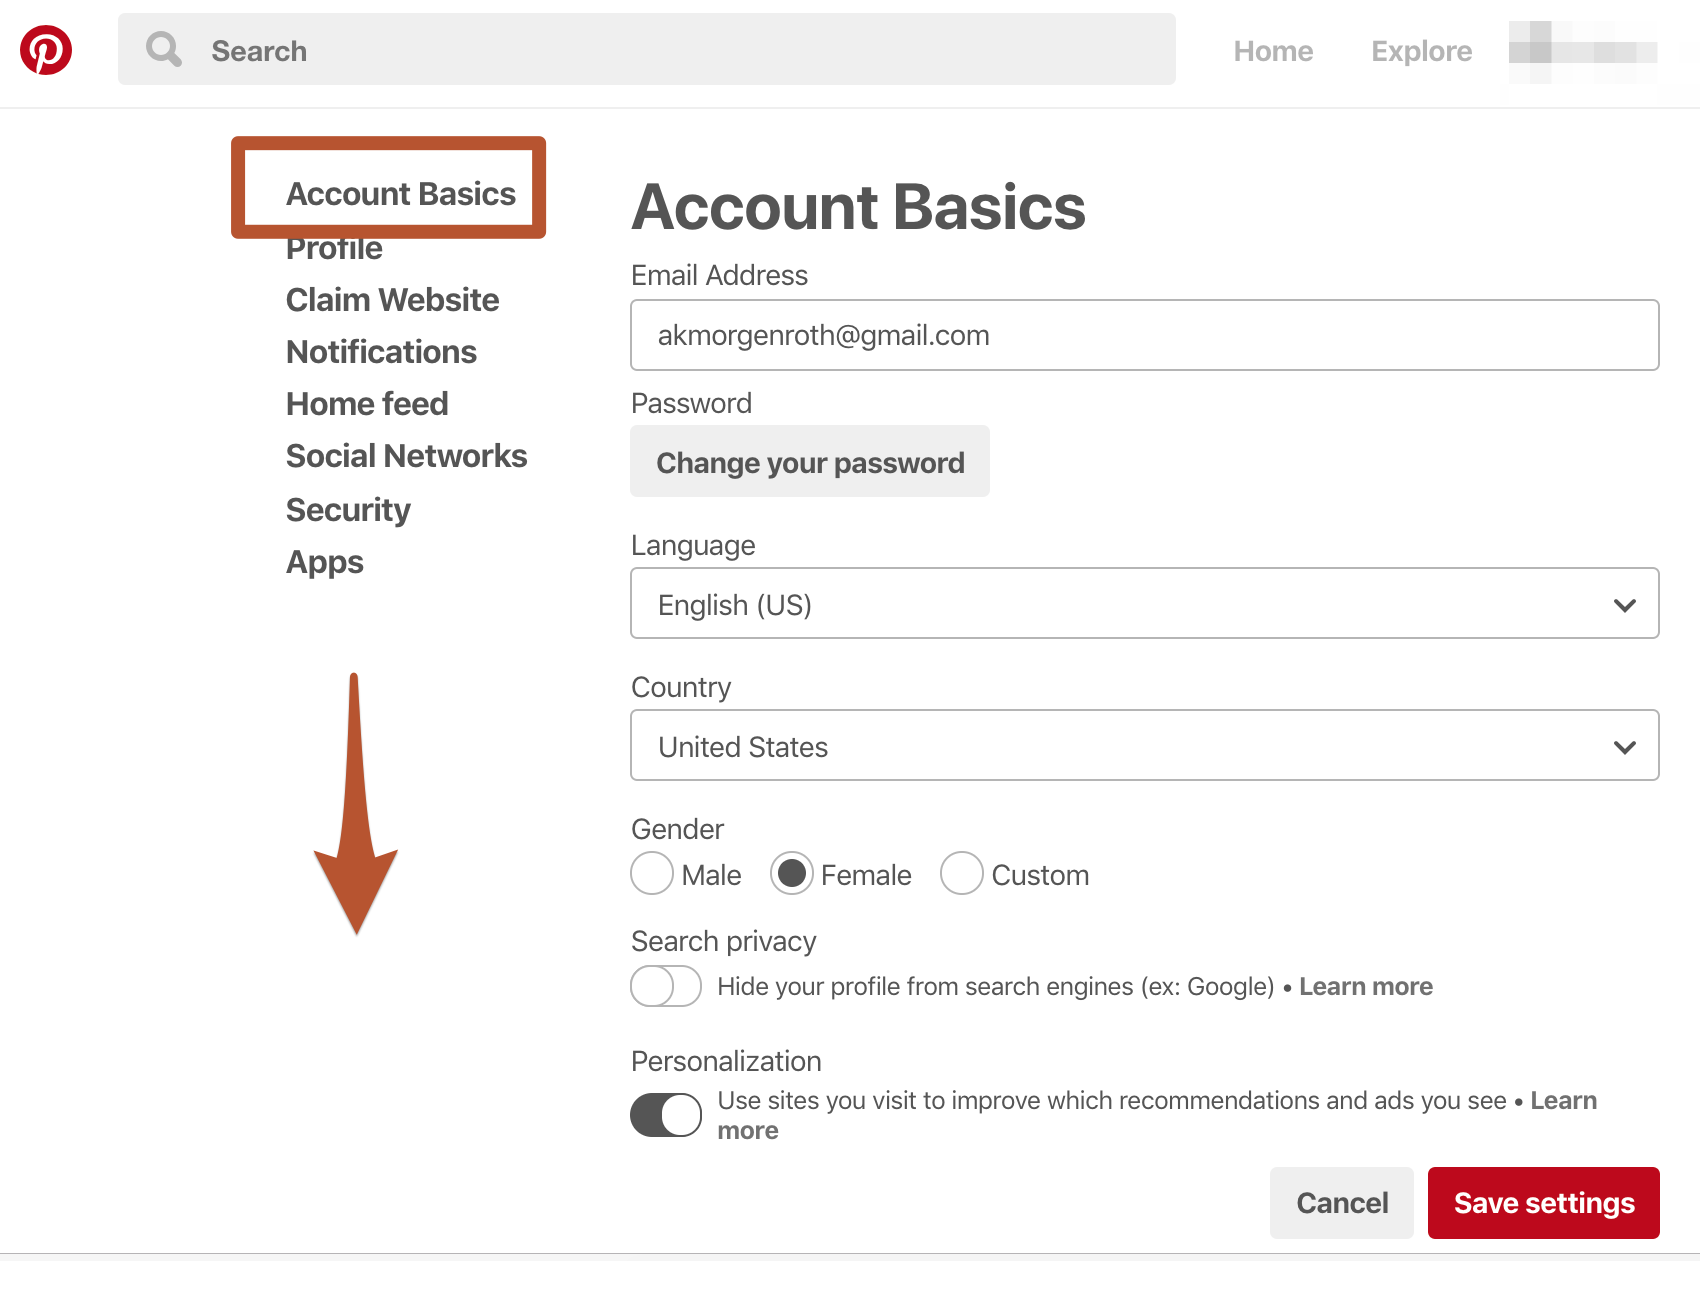 Search
Home
Explore
Account Basics
Profile
Claim Website
Notifications
Home feed
Social Networks
Security
Apps
Account Basics
Email Address
akmorgenroth@gmail.com
Password
Change your password
Language
English (US)
Country
United States
Gender
Male
Female
Custom
Search privacy
Hide your profile from search engines (ex: Google) • Learn more
Personalization
Use sites you visit to improve which recommendations and ads you see • Learn
more
Cancel
Save settings